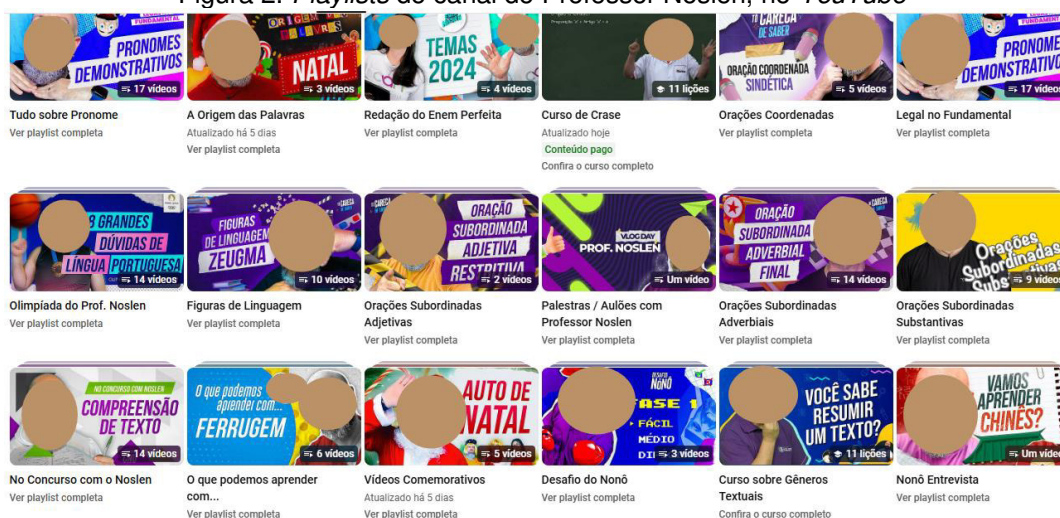 Figura 2: Playlists do canal do Professor Noslen, no YouTube
PRONOMES
DEMONSTRATIVOS
17 vídeos
ORIGEM DAS
PALAVRAS
NATAL
3 vídeos
TEMAS
2024
4 vídeos
11 lições
TÔ CARECA
DE SABER
ORAÇÃO COORDENADA
SINDÉTICA
5 vídeos
FUNDAMENTAL
PRONOME
DEMONSTRATIV
17 vídeos
Tudo sobre Pronome
Ver playlist completa
A Origem das Palavras
Atualizado há 5 dias
Ver playlist completa
Redação do Enem Perfeita
Ver playlist completa
Curso de Crase
Atualizado hoje
Conteúdo pago
Confira o curso completo
Orações Coordenadas
Ver playlist completa
Legal no Fundamental
Ver playlist completa
8 GRANDES
DÚVIDAS DE
LÍNGUA PORTUGUESA
14 vídeos
FIGURAS
DE LINGUAGEM
ZEUGMA
10 vídeos
ORAÇÃO
SUBORDINADA
ADJETIVA
RESTRITIVA
2 vídeos
VLOG DAY
PROF. NOSLEN
Um vídeo
ORAÇÃO
SUBORDINADA
ADVERBIAL
FINAL
14 vídeos
Orações
Subordinadas
9 vídeos
Olimpíada do Prof. Noslen
Ver playlist completa
Figuras de Linguagem
Ver playlist completa
Orações Subordinadas
Adjetivas
Ver playlist completa
Palestras / Aulões com
Professor Noslen
Ver playlist completa
Orações Subordinadas
Adverbiais
Ver playlist completa
Orações Subordinadas
Substantivas
Ver playlist completa
NO CONCURSO COM NOSLEN
COMPREENSÃO
DE TEXTO
14 vídeos
O que podemos
aprender com...
FERRUGEM
6 vídeos
AUTO DE
NATAL
5 vídeos
DESAFIO
NONÔ
FASE 1
FÁCIL
MÉDIO
3 vídeos
VOCÊ SABE
RESUMIR
UM TEXTO?
11 lições
VAMOS
APRENDER
CHINÊS?
Um vídeo
No Concurso com o Noslen
Ver playlist completa
O que podemos aprender
com...
Ver playlist completa
Vídeos Comemorativos
Atualizado há 5 dias
Ver playlist completa
Desafio do Nonô
Ver playlist completa
Curso sobre Gêneros
Textuais
Confira o curso completo
Nonô Entrevista
Ver playlist completa